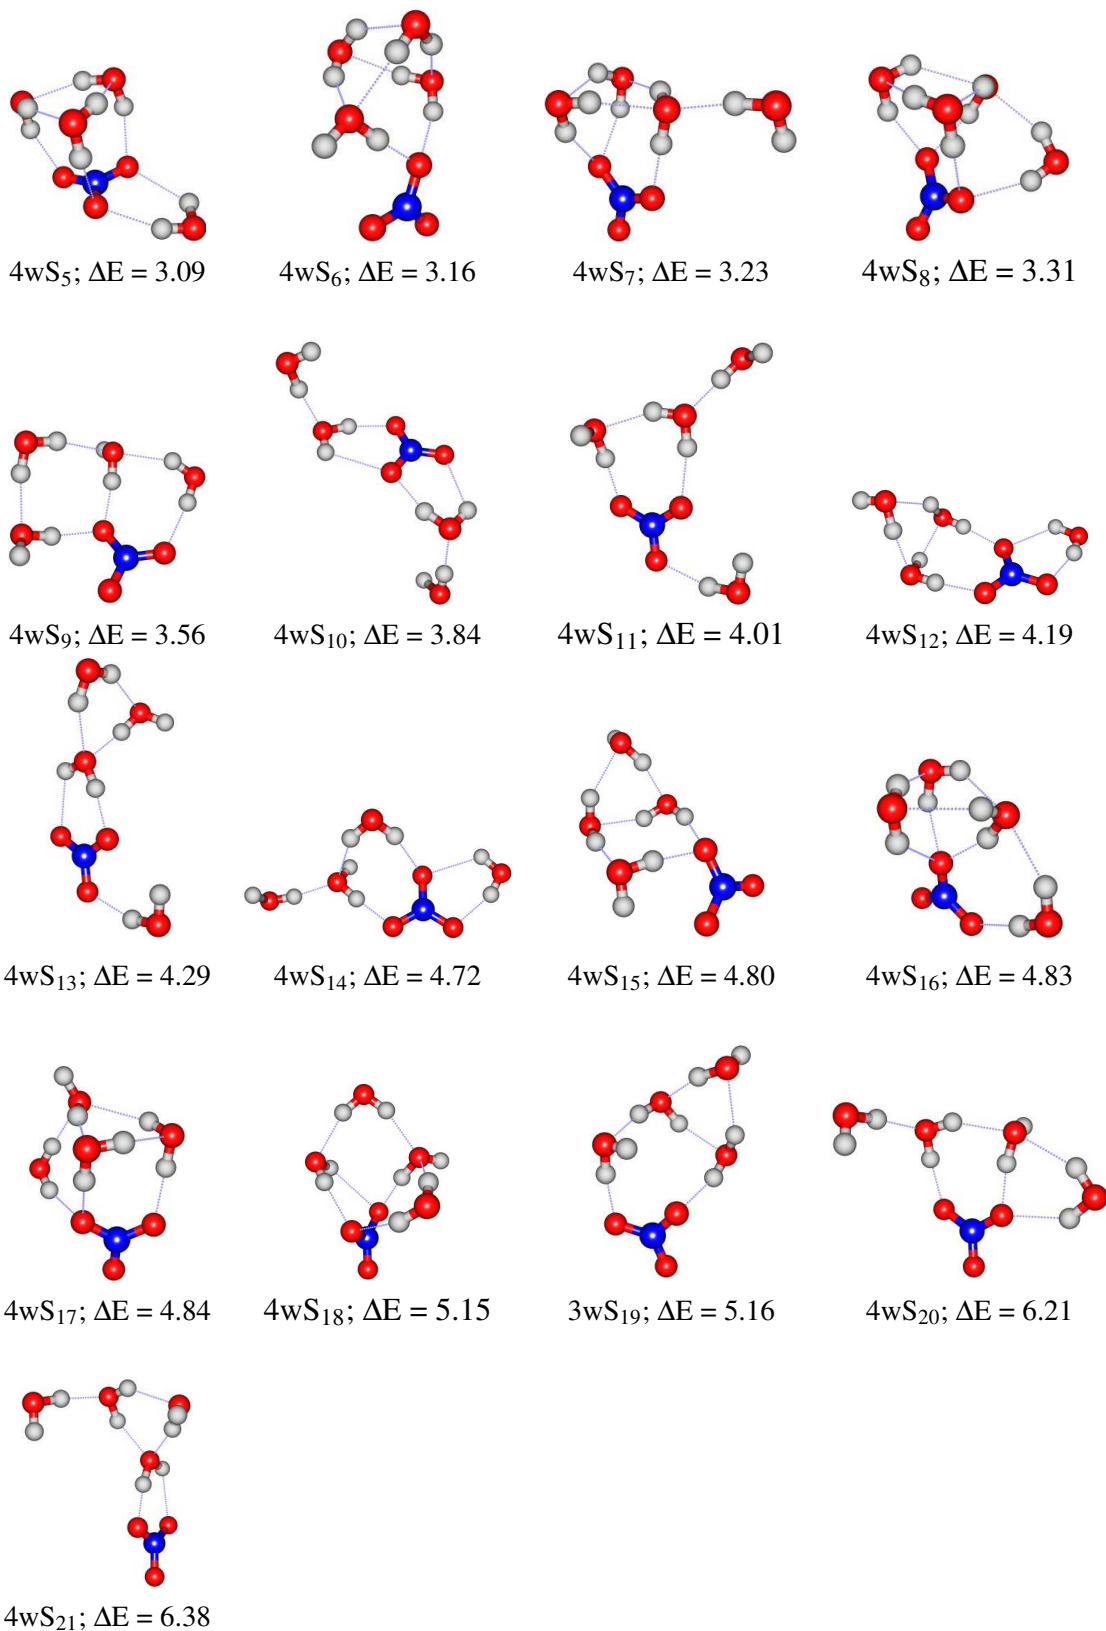 4wS₅; ΔE = 3.09
4wS₆; ΔE = 3.16
4wS₇; ΔE = 3.23
4wS₈; ΔE = 3.31
4wS₉; ΔE = 3.56
4wS₁₀; ΔE = 3.84
4wS₁₁; ΔE = 4.01
4wS₁₂; ΔE = 4.19
4wS₁₃; ΔE = 4.29
4wS₁₄; ΔE = 4.72
4wS₁₅; ΔE = 4.80
4wS₁₆; ΔE = 4.83
4wS₁₇; ΔE = 4.84
4wS₁₈; ΔE = 5.15
3wS₁₉; ΔE = 5.16
4wS₂₀; ΔE = 6.21
4wS₂₁; ΔE = 6.38